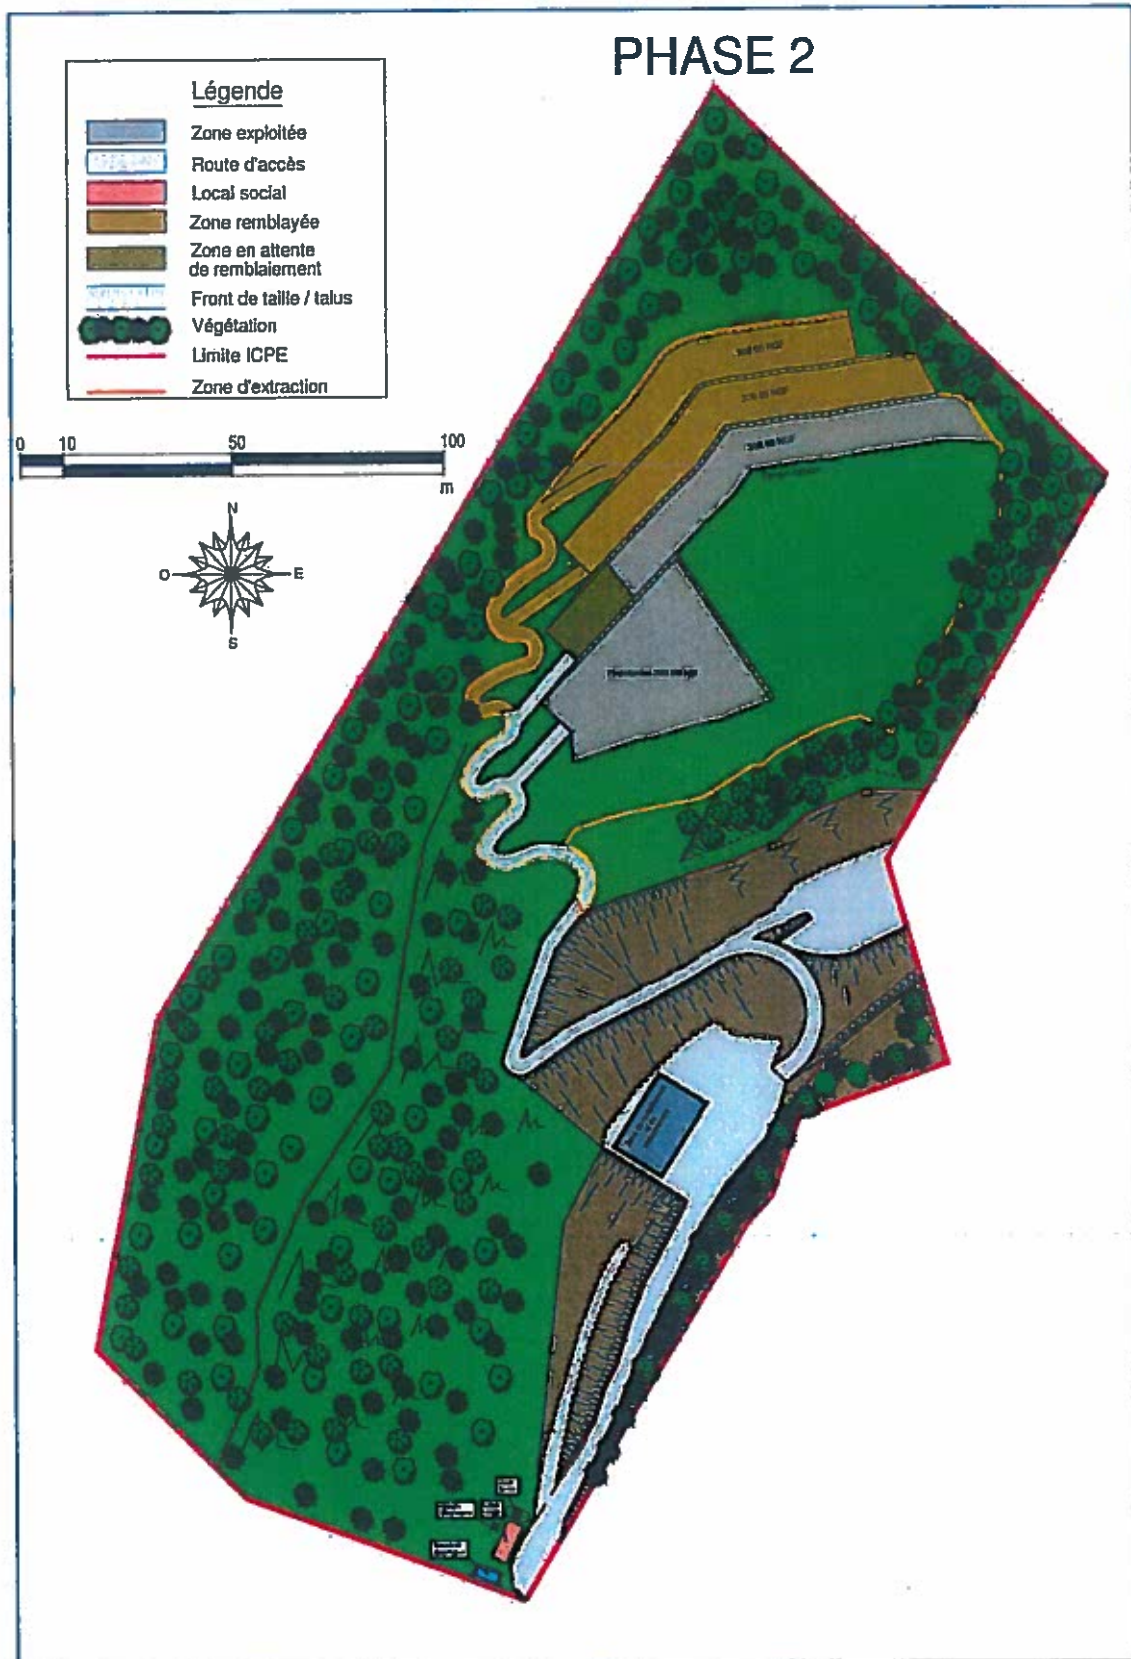 PHASE 2
Légende
Zone exploitée
Route d'accès
Local social
Zone remblayée
Zone en attente
de remblaiement
Front de taille / talus
Végétation
Limite ICPE
Zone d'extraction
0 10 50 100
m
N
O E
S